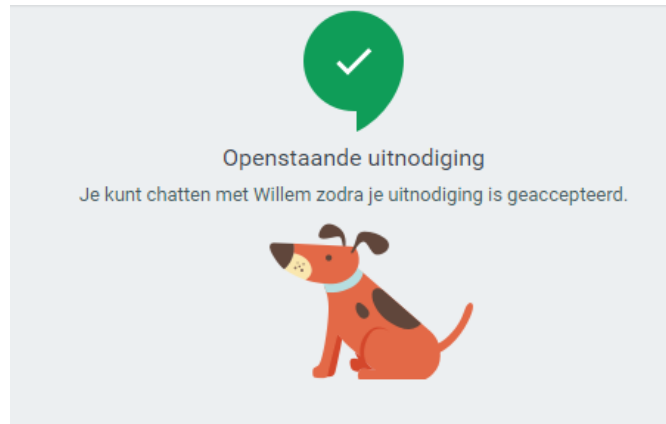 Openstaande uitnodiging
Je kunt chatten met Willem zodra je uitnodiging is geaccepteerd.